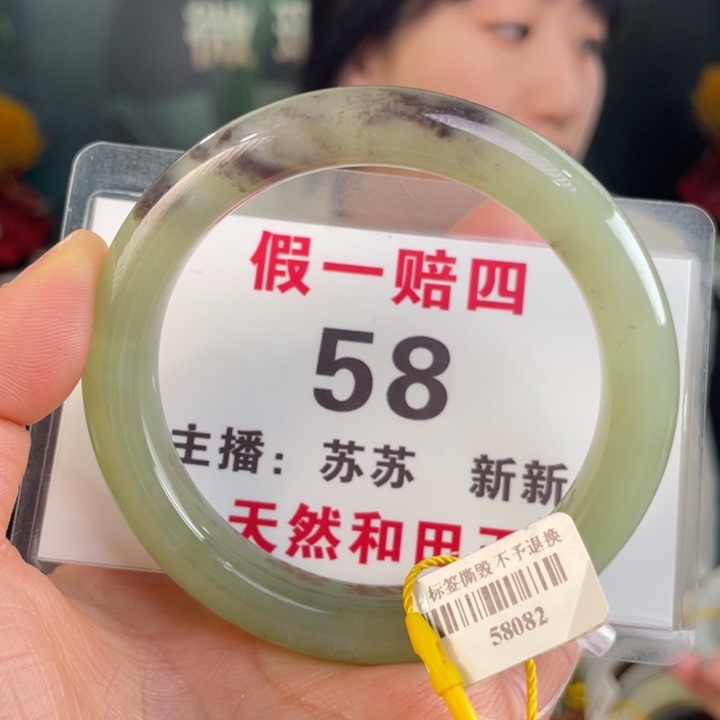 假一赔四
58
主播：苏苏 新新
天然和田玉
标签撕毁 不予退换
58082